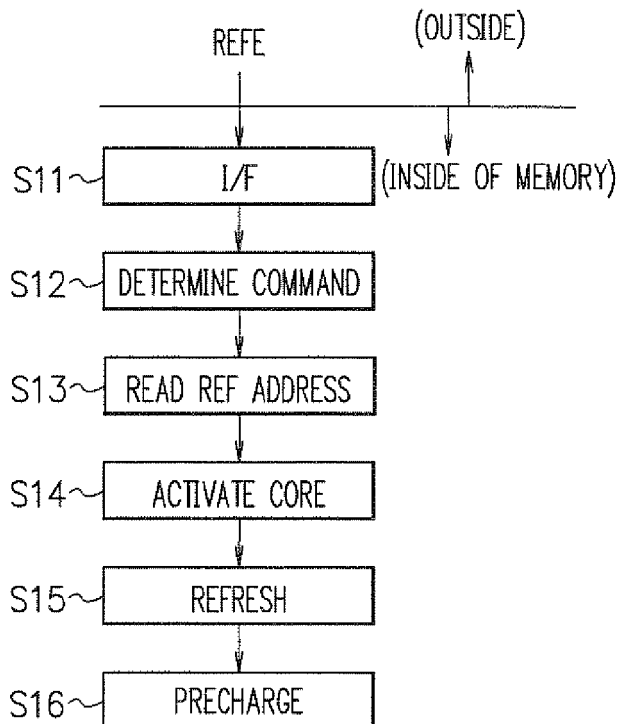 REFE
(OUTSIDE)
(INSIDE OF MEMORY)
S11 I/F
S12 DETERMINE COMMAND
S13 READ REF ADDRESS
S14 ACTIVATE CORE
S15 REFRESH
S16 PRECHARGE